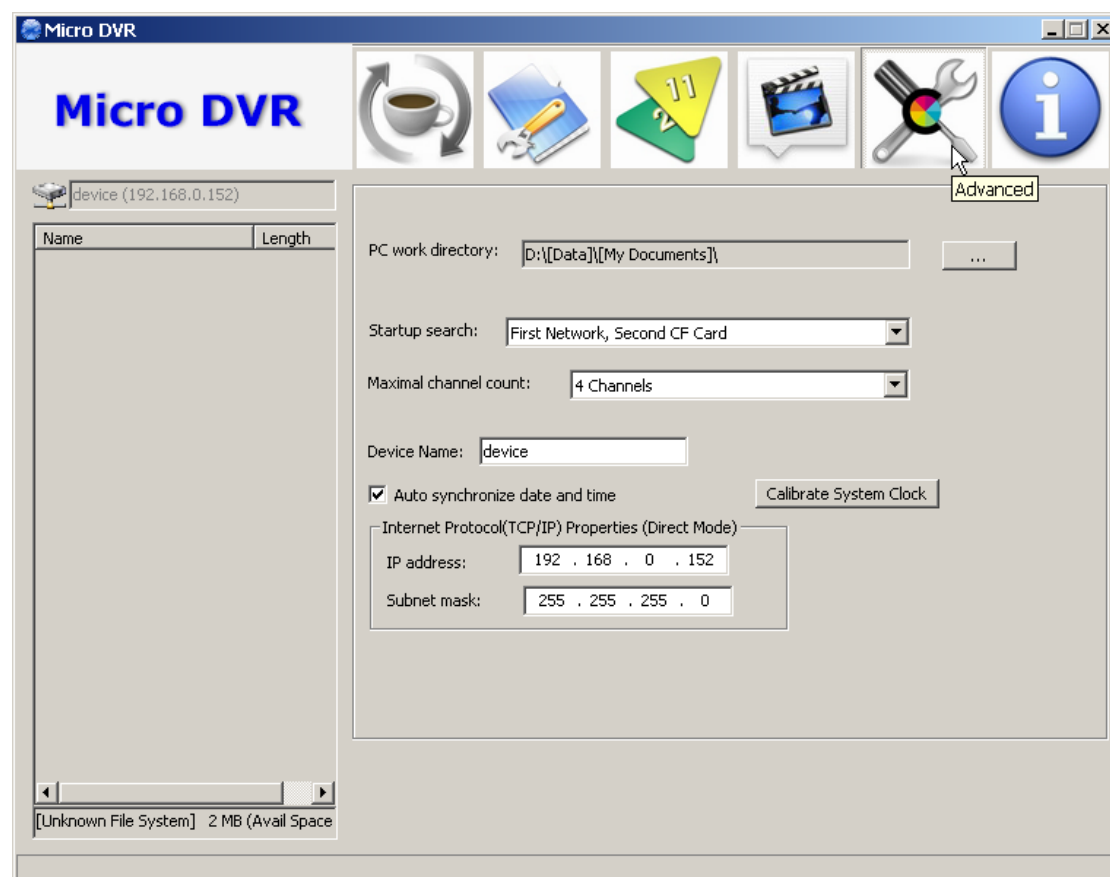 Micro DVR
Micro DVR
11
2
i
Advanced
device (192.168.0.152)
Name Length
[Unknown File System] 2 MB (Avail Space
PC work directory: D:\[Data]\[My Documents]\ ...
Startup search: First Network, Second CF Card
Maximal channel count: 4 Channels
Device Name: device
Auto synchronize date and time Calibrate System Clock
Internet Protocol(TCP/IP) Properties (Direct Mode)
IP address: 192 . 168 . 0 . 152
Subnet mask: 255 . 255 . 255 . 0